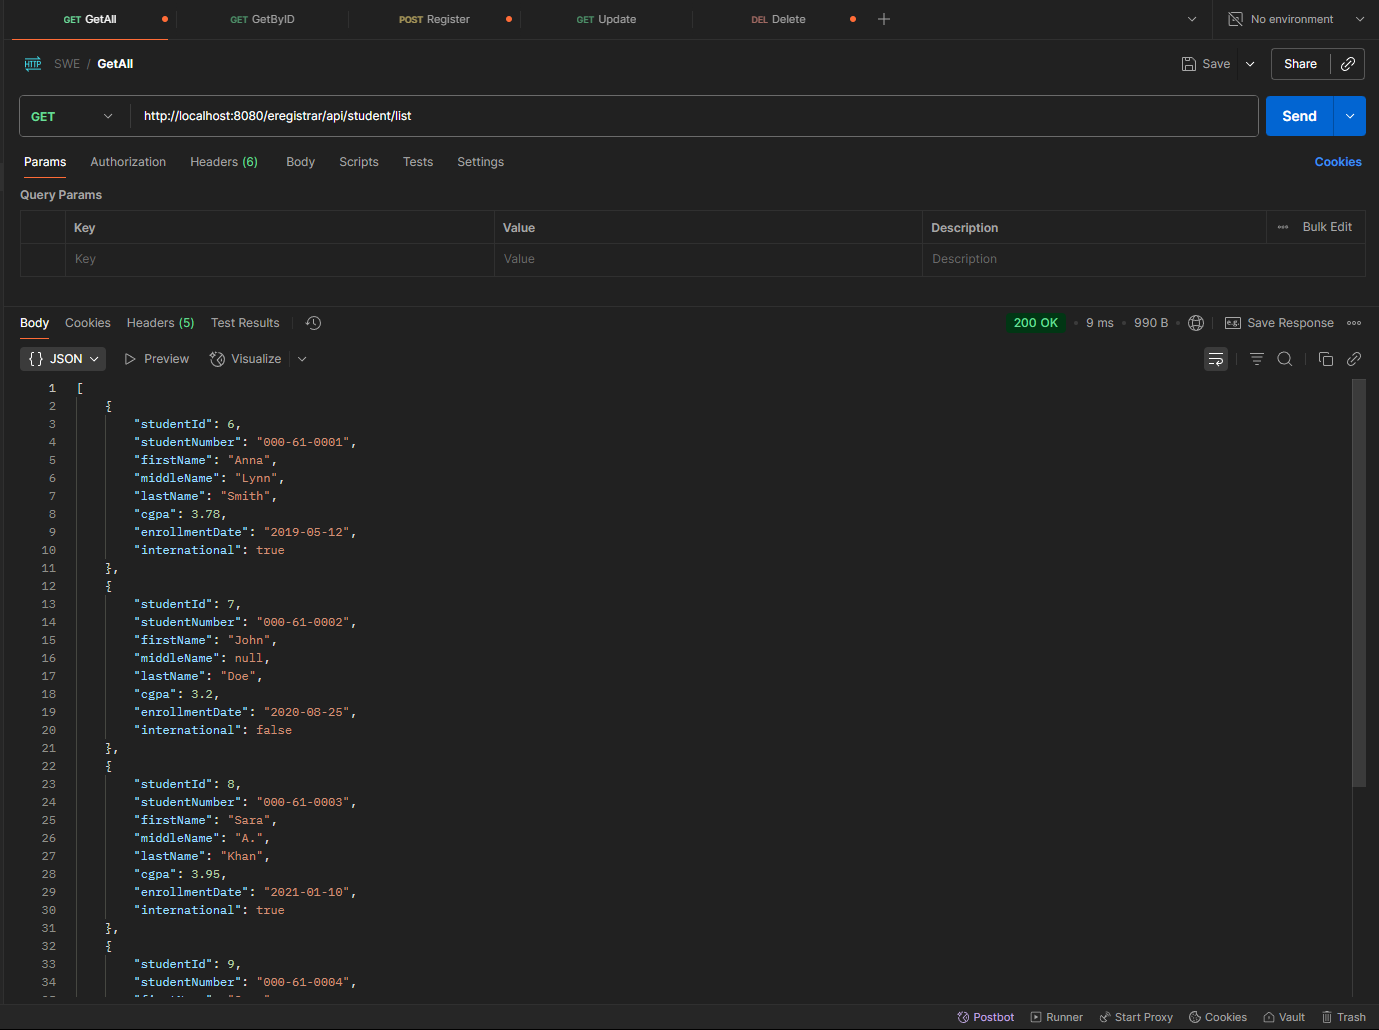 GET GetAll
GET GetByID
POST Register
GET Update
DEL Delete
No environment
HTTP
SWE / GetAll
Save
Share
GET
http://localhost:8080/eregistrar/api/student/list
Send
Params Authorization Headers (6) Body Scripts Tests Settings
Cookies
Query Params
Key Value Description Bulk Edit
Key Value Description
Body Cookies Headers (5) Test Results
200 OK • 9 ms • 990 B •
e.g. Save Response
{} JSON Preview Visualize
1 [
2 {
3 "studentId": 6,
4 "studentNumber": "000-61-0001",
5 "firstName": "Anna",
6 "middleName": "Lynn",
7 "lastName": "Smith",
8 "cgpa": 3.78,
9 "enrollmentDate": "2019-05-12",
10 "international": true
11 },
12 {
13 "studentId": 7,
14 "studentNumber": "000-61-0002",
15 "firstName": "John",
16 "middleName": null,
17 "lastName": "Doe",
18 "cgpa": 3.2,
19 "enrollmentDate": "2020-08-25",
20 "international": false
21 },
22 {
23 "studentId": 8,
24 "studentNumber": "000-61-0003",
25 "firstName": "Sara",
26 "middleName": "A.",
27 "lastName": "Khan",
28 "cgpa": 3.95,
29 "enrollmentDate": "2021-01-10",
30 "international": true
31 },
32 {
33 "studentId": 9,
34 "studentNumber": "000-61-0004",
Postbot Runner Start Proxy Cookies Vault Trash